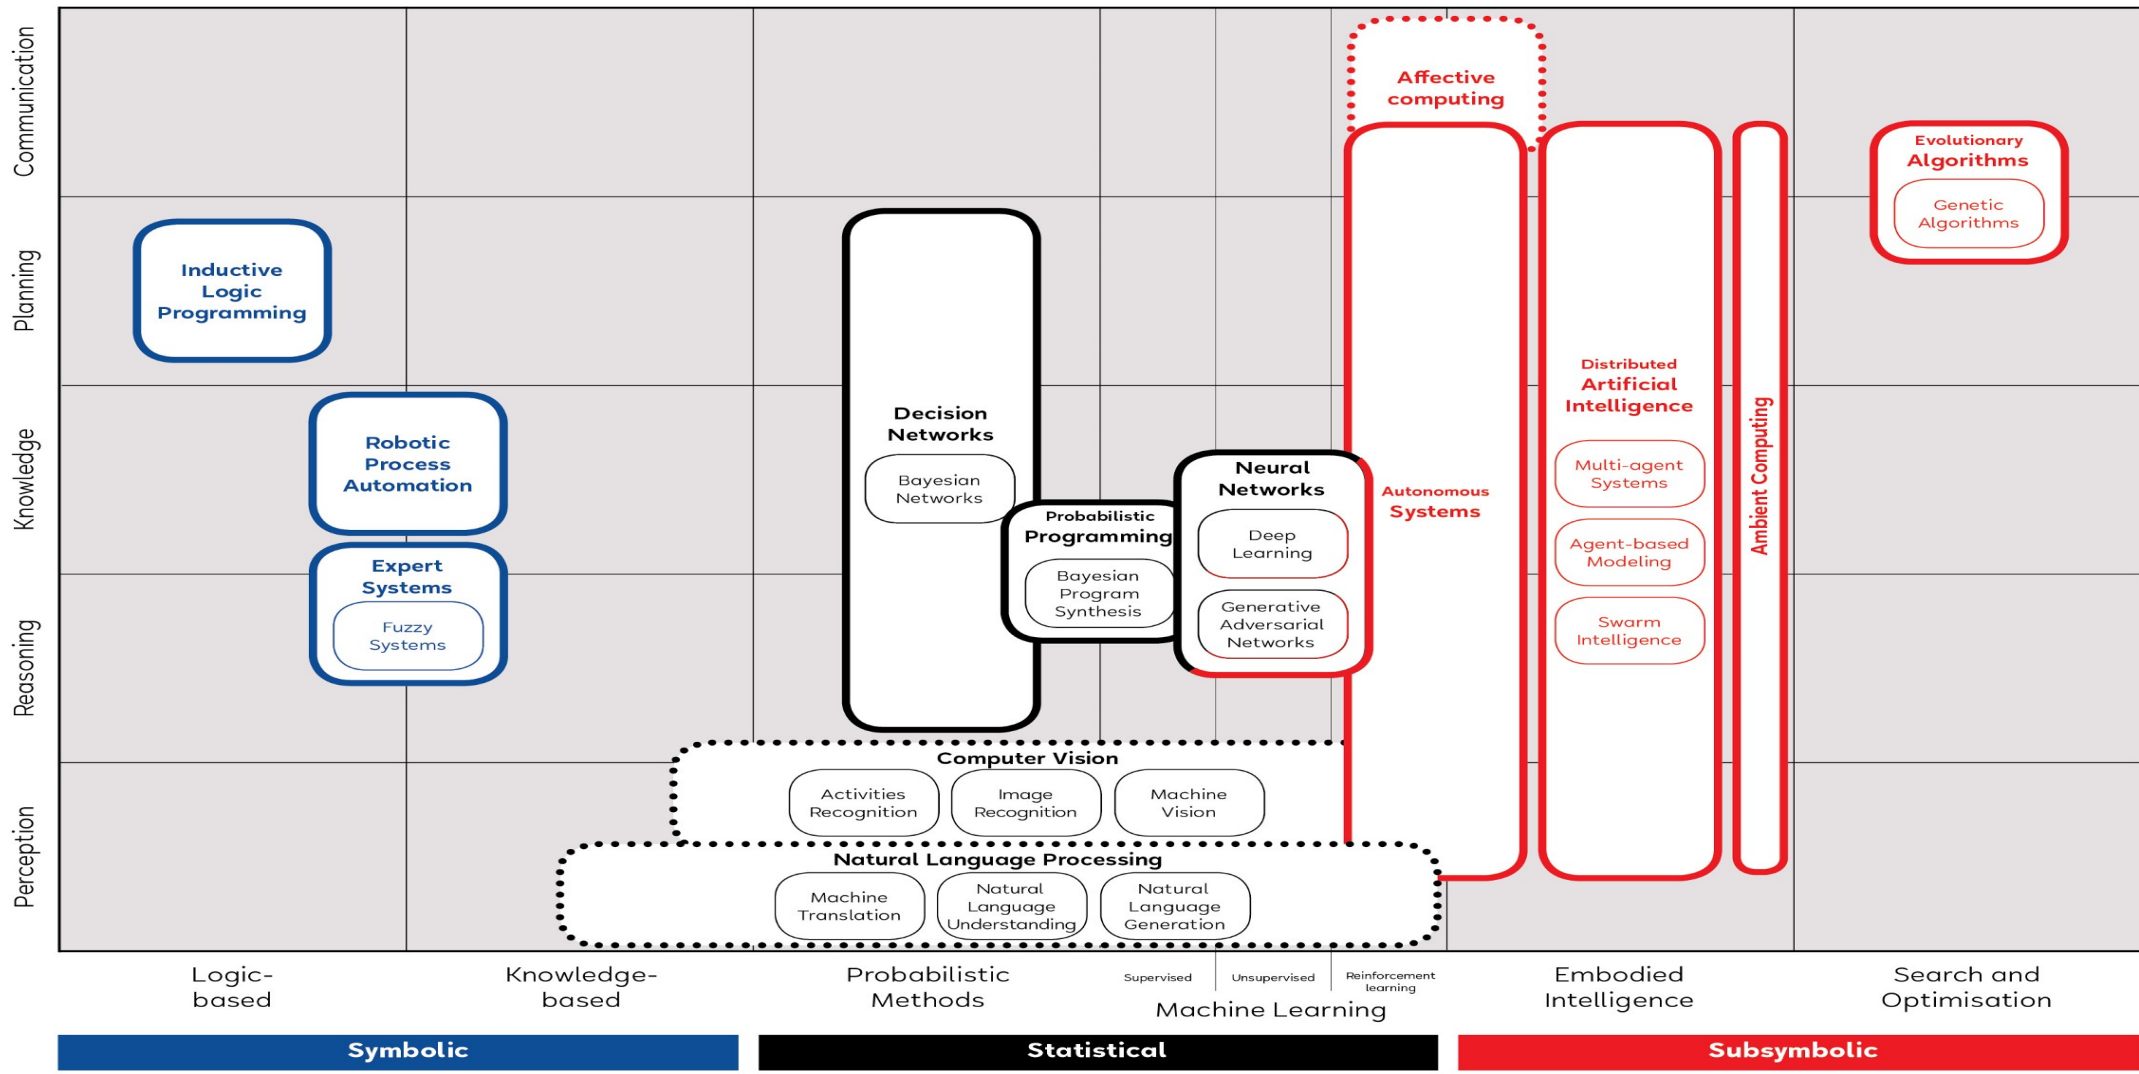 Communication
Planning
Knowledge
Reasoning
Perception
Affective
computing
Evolutionary
Algorithms
Genetic
Algorithms
Inductive
Logic
Programming
Distributed
Artificial
Intelligence
Multi-agent
Systems
Agent-based
Modeling
Swarm
Intelligence
Ambient Computing
Decision
Networks
Bayesian
Networks
Robotic
Process
Automation
Neural
Networks
Deep
Learning
Generative
Adversarial
Networks
Autonomous
Systems
Probabilistic
Programming
Bayesian
Program
Synthesis
Expert
Systems
Fuzzy
Systems
Computer Vision
Activities
Recognition
Image
Recognition
Machine
Vision
Natural Language Processing
Machine
Translation
Natural
Language
Understanding
Natural
Language
Generation
Logic-
based
Knowledge-
based
Probabilistic
Methods
Supervised
Unsupervised
Reinforcement
learning
Machine Learning
Embodied
Intelligence
Search and
Optimisation
Symbolic
Statistical
Subsymbolic